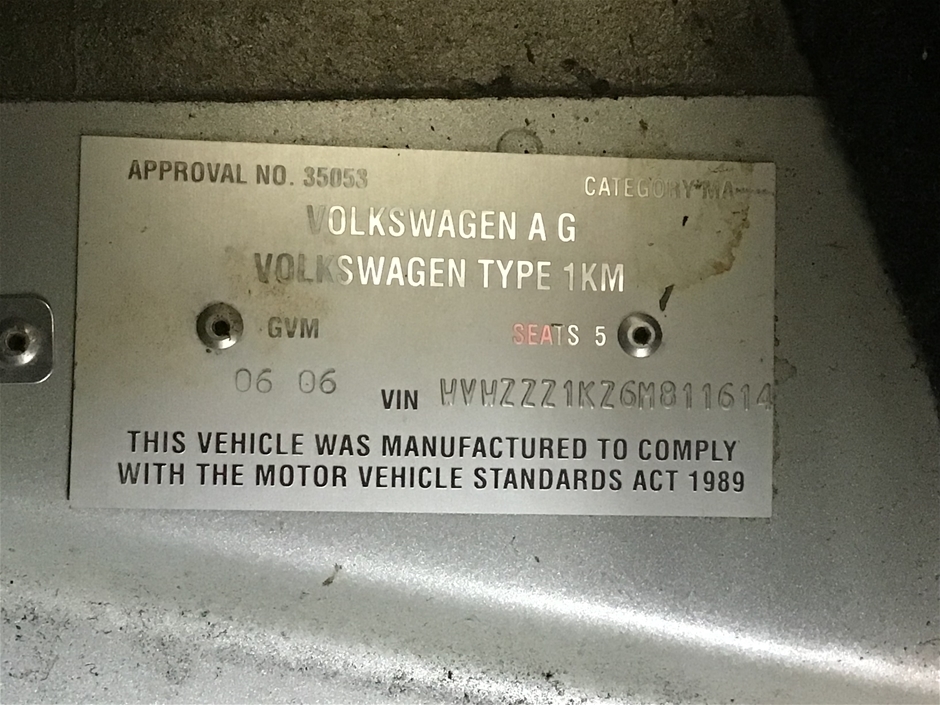 APPROVAL NO. 35053
CATEGORY MA
VOLKSWAGEN A G
VOLKSWAGEN TYPE 1KM
GVM
SEATS 5
06 06
VIN WVWZZZ1KZ6M811614
THIS VEHICLE WAS MANUFACTURED TO COMPLY
WITH THE MOTOR VEHICLE STANDARDS ACT 1989